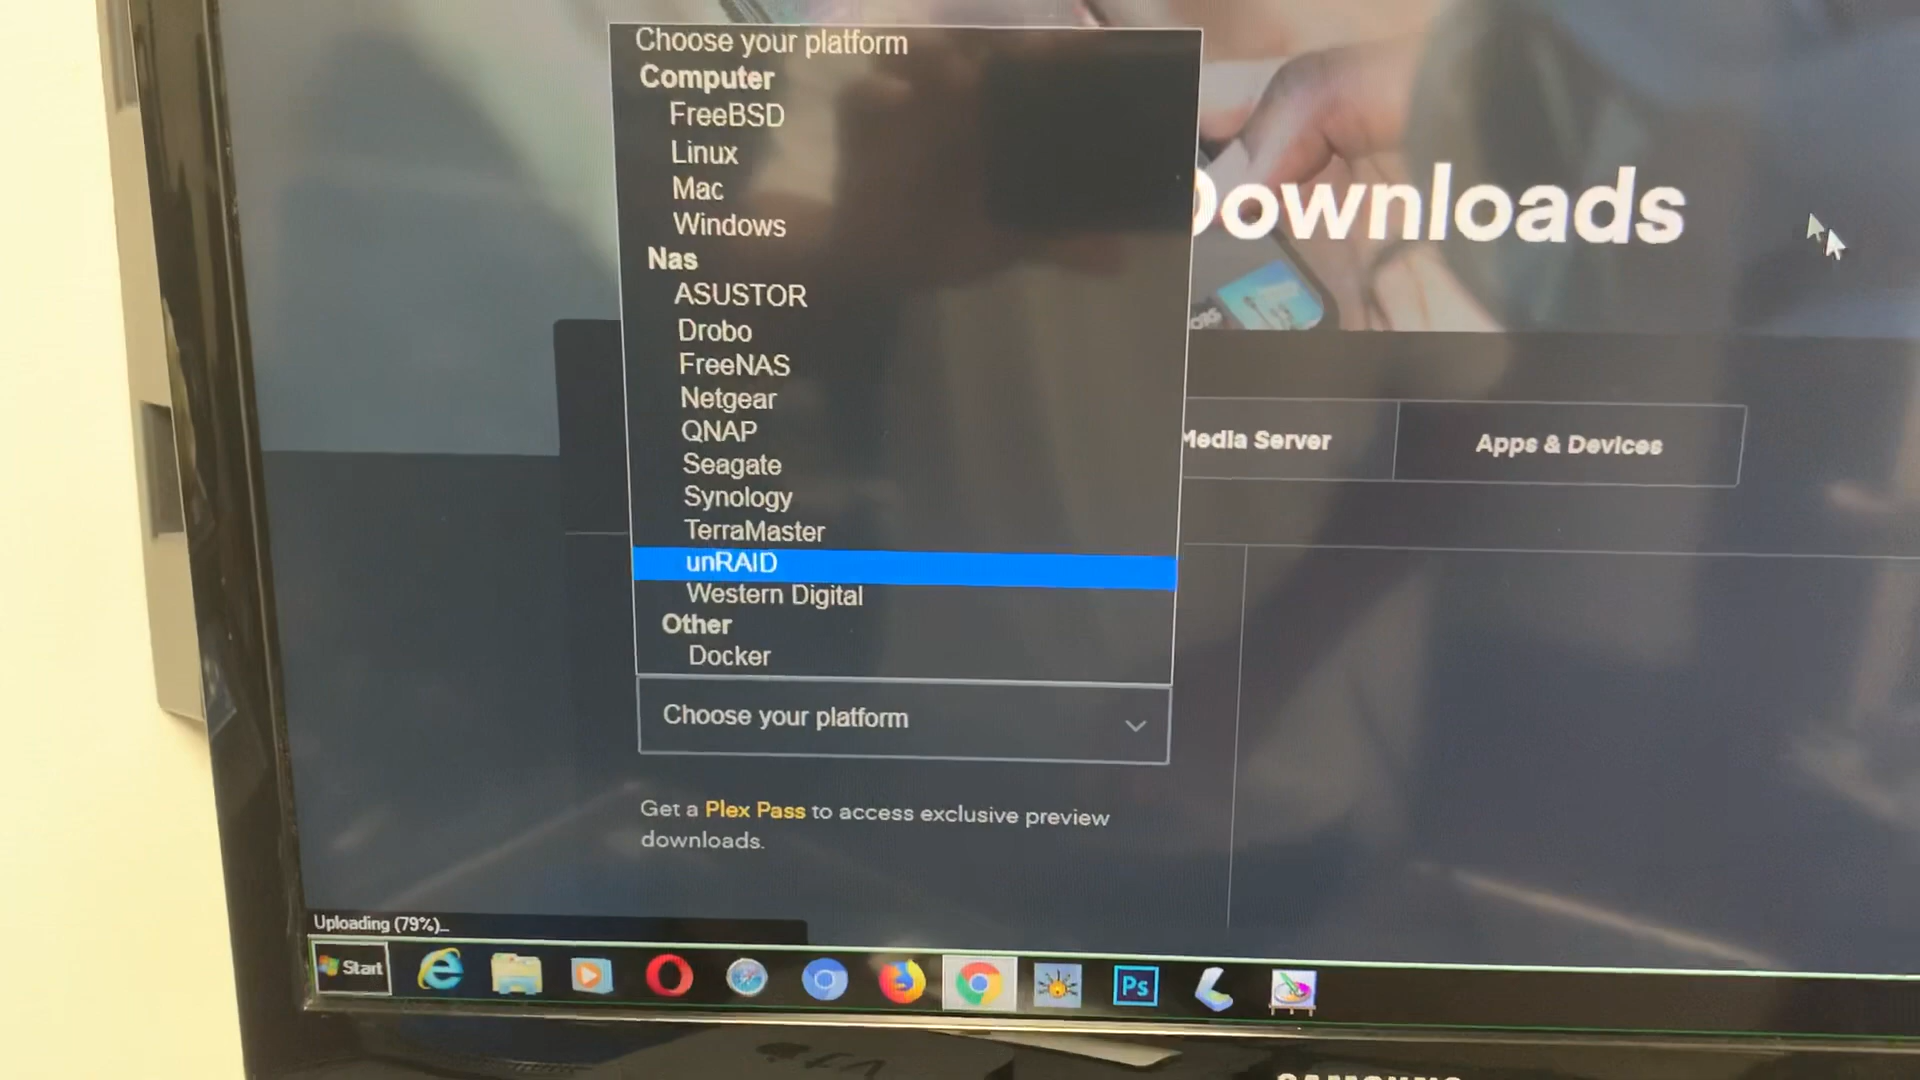 Choose your platform
Computer
FreeBSD
Linux
Mac
Windows
Nas
ASUSTOR
Drobo
FreeNAS
Netgear
QNAP
Seagate
Synology
TerraMaster
unRAID
Western Digital
Other
Docker
Choose your platform
Downloads
Media Server
Apps & Devices
Get a Plex Pass to access exclusive preview
downloads.
Uploading (79%)...
Start
Ps
SAMSUNG